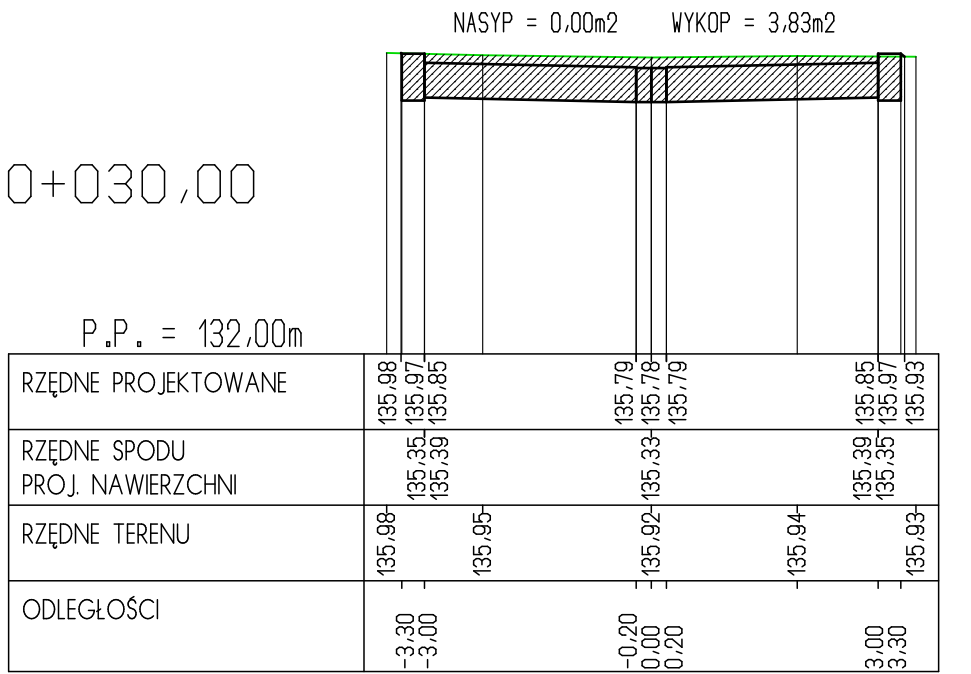 NASYP = 0,00m2 WYKOP = 3,83m2
0+030,00
P.P. = 132,00m
RZĘDNE PROJEKTOWANE 135,98 135,97 135,85 135,79 135,78 135,79 135,85 135,97 135,93
RZĘDNE SPODU
PROJ. NAWIERZCHNI 135,35 135,39 135,33 135,39 135,35
RZĘDNE TERENU 135,98 135,95 135,92 135,94 135,93
ODLEGŁOŚCI -3,30 -3,00 -0,20 0,00 0,20 3,00 3,30